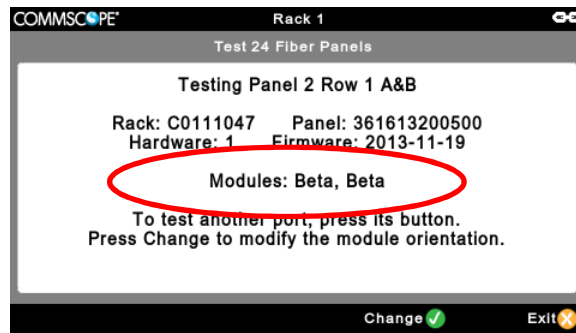 COMMSCOPE®
Rack 1
Test 24 Fiber Panels
Testing Panel 2 Row 1 A&B
Rack: C0111047 Panel: 361613200500
Hardware: 1 Firmware: 2013-11-19
Modules: Beta, Beta
To test another port, press its button.
Press Change to modify the module orientation.
Change Exit